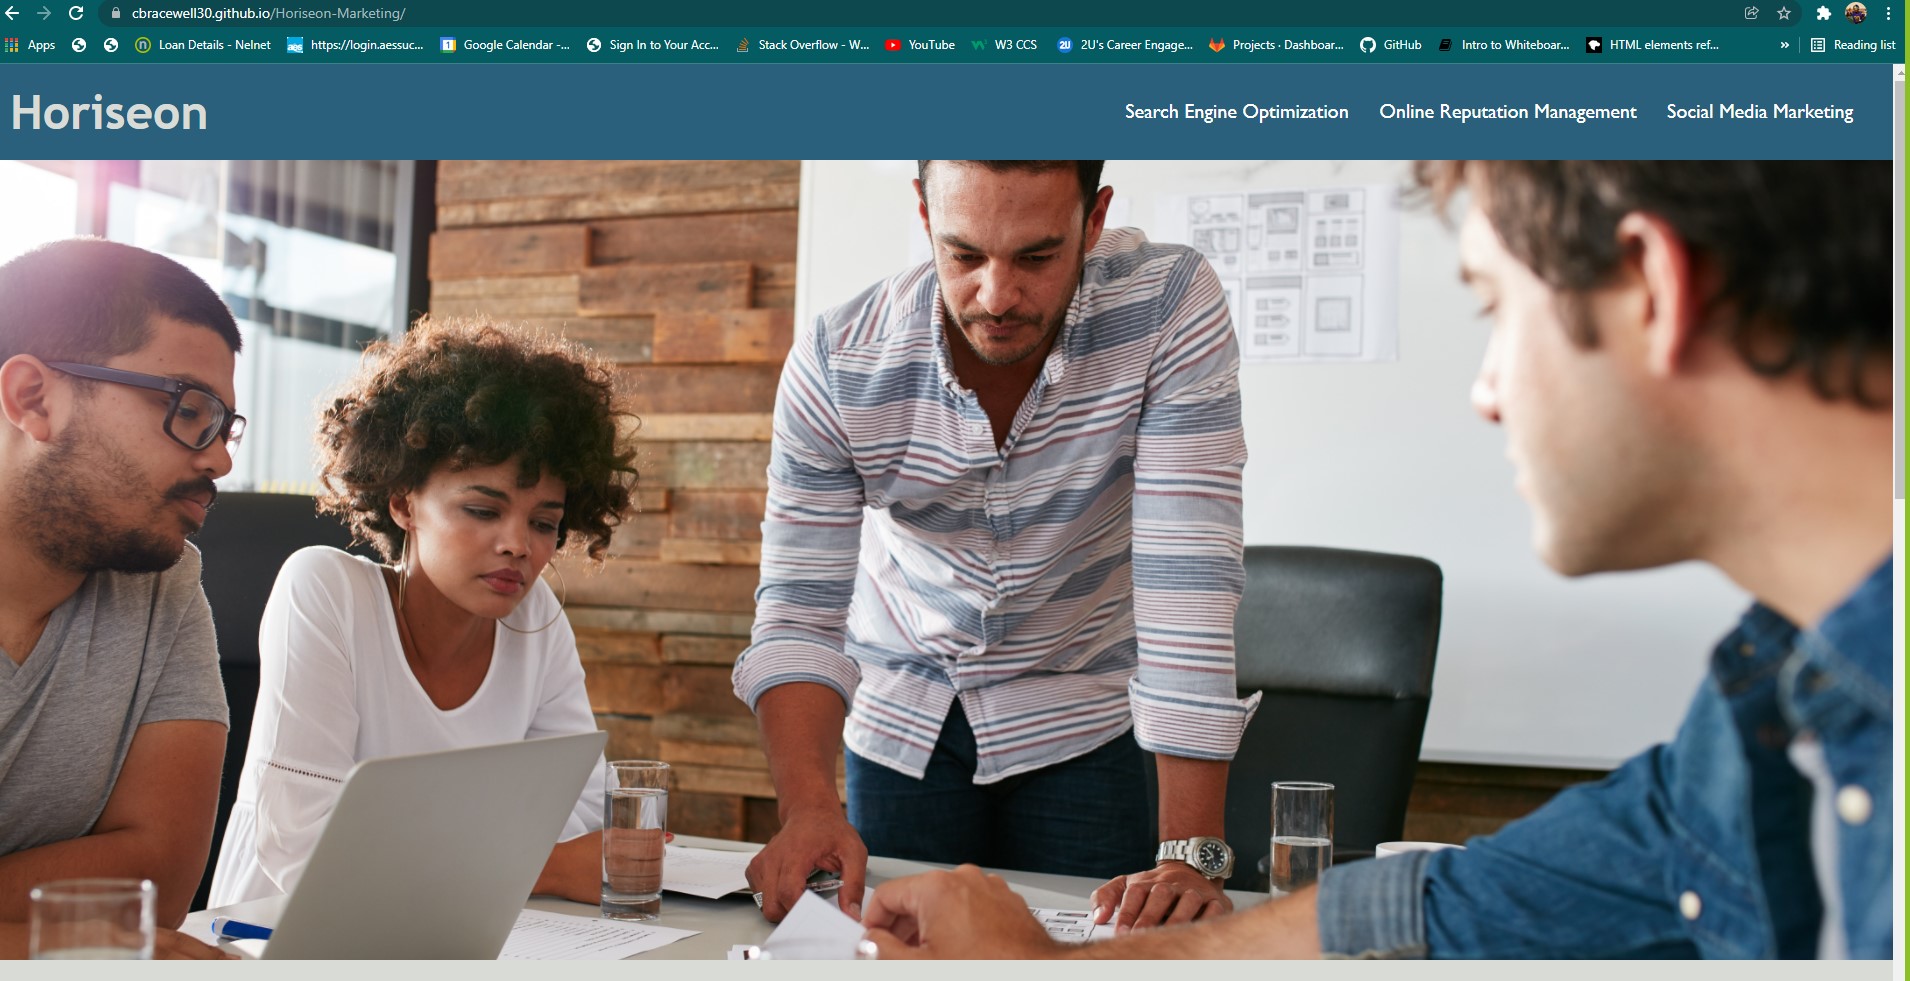 cbracewell30.github.io/Horiseon-Marketing/
Apps Loan Details - Nelnet https://login.aessuc... Google Calendar -... Sign In to Your Acc... Stack Overflow - W... YouTube W3 CCS 2U's Career Engage... Projects · Dashboar... GitHub Intro to Whiteboar... HTML elements ref... » Reading list
Horiseon Search Engine Optimization Online Reputation Management Social Media Marketing